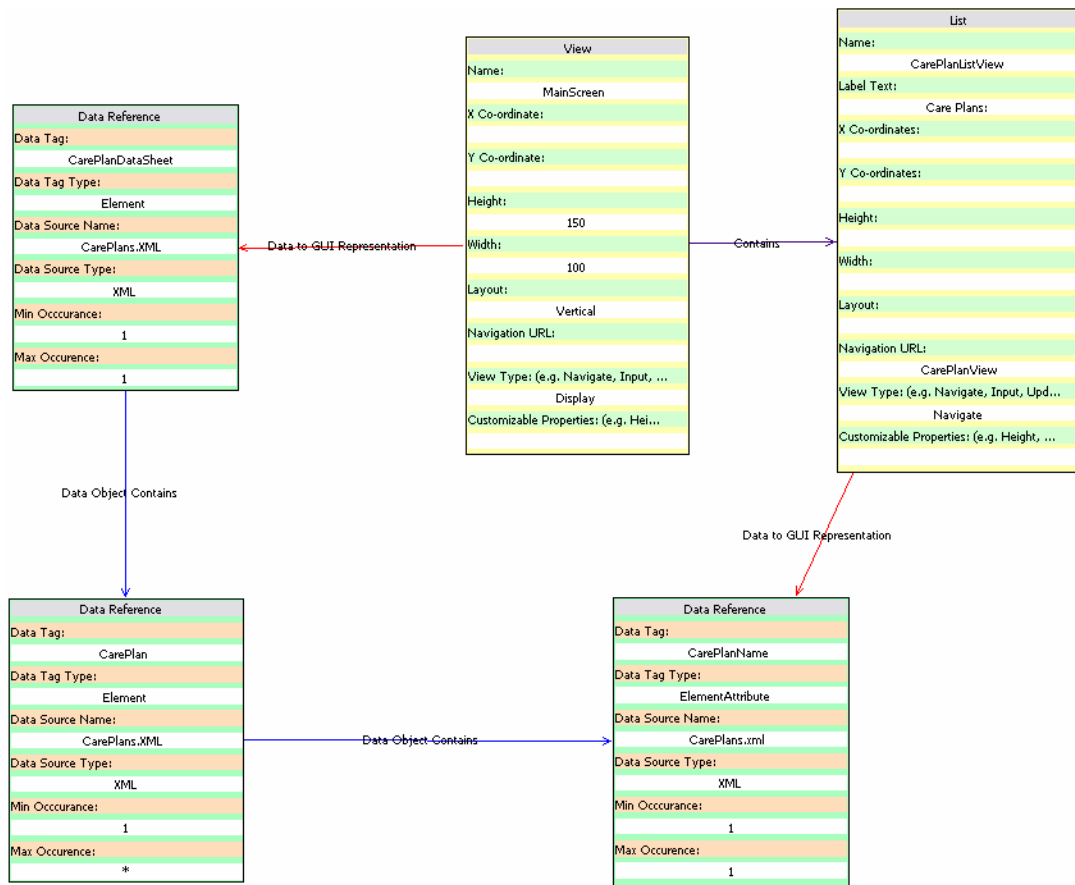 List
Name:
CarePlanListView
Label Text:
Care Plans:
X Co-ordinates:
Y Co-ordinates:
Height:
Width:
Layout:
Navigation URL:
CarePlanView
View Type: (e.g. Navigate, Input, Upd...
Navigate
Customizable Properties: (e.g. Height, ...
View
Name:
MainScreen
X Co-ordinate:
Y Co-ordinate:
Height:
150
Width:
100
Layout:
Vertical
Navigation URL:
View Type: (e.g. Navigate, Input, ...
Display
Customizable Properties: (e.g. Hei...
Contains
Data to GUI Representation
Data Reference
Data Tag:
CarePlanDataSheet
Data Tag Type:
Element
Data Source Name:
CarePlans.XML
Data Source Type:
XML
Min Occcurance:
1
Max Occurence:
1
Data Object Contains
Data to GUI Representation
Data Reference
Data Tag:
CarePlan
Data Tag Type:
Element
Data Source Name:
CarePlans.XML
Data Source Type:
XML
Min Occcurance:
1
Max Occurence:
*
Data Object Contains
Data Reference
Data Tag:
CarePlanName
Data Tag Type:
ElementAttribute
Data Source Name:
CarePlans.xml
Data Source Type:
XML
Min Occcurance:
1
Max Occurence:
1